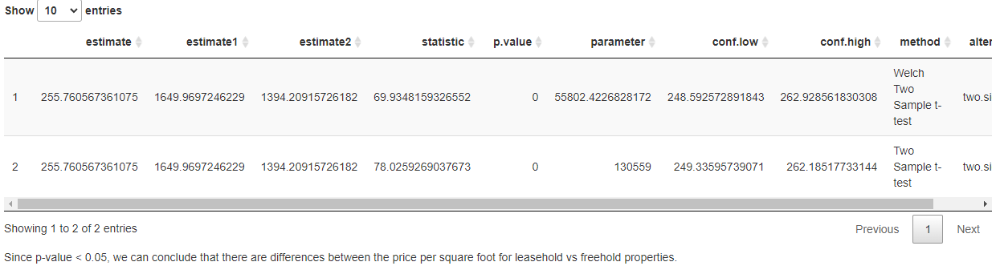 Show 10 entries
estimate estimate1 estimate2 statistic p.value parameter conf.low conf.high method alter
1 255.760567361075 1649.9697246229 1394.20915726182 69.9348159326552 0 55802.4226828172 248.592572891843 262.928561830308 Welch Two Sample t-test two.si
2 255.760567361075 1649.9697246229 1394.20915726182 78.0259269037673 0 130559 249.33595739071 262.18517733144 Two Sample t-test two.si
Showing 1 to 2 of 2 entries
Previous 1 Next
Since p-value < 0.05, we can conclude that there are differences between the price per square foot for leasehold vs freehold properties.